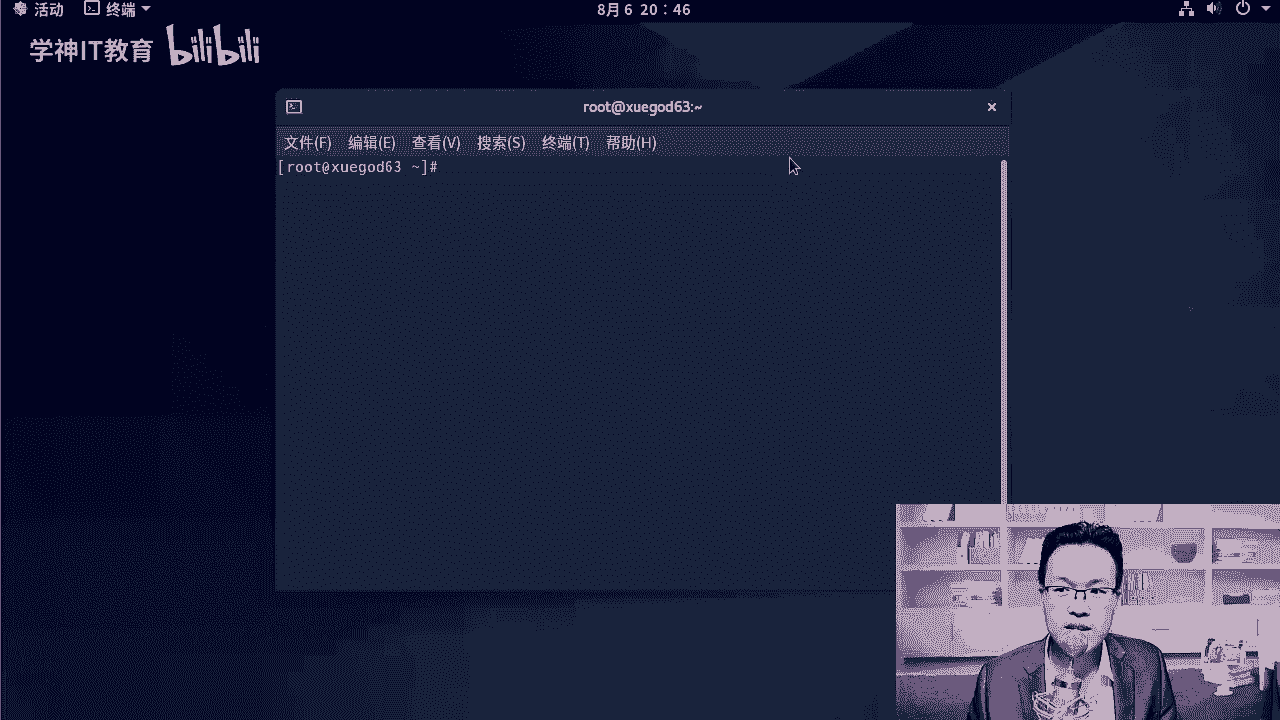 活动 终端 8月 6 20:46
学神IT教育 bilibili
root@xuegod63:~
文件(F) 编辑(E) 查看(V) 搜索(S) 终端(T) 帮助(H)
[root@xuegod63 ~]#